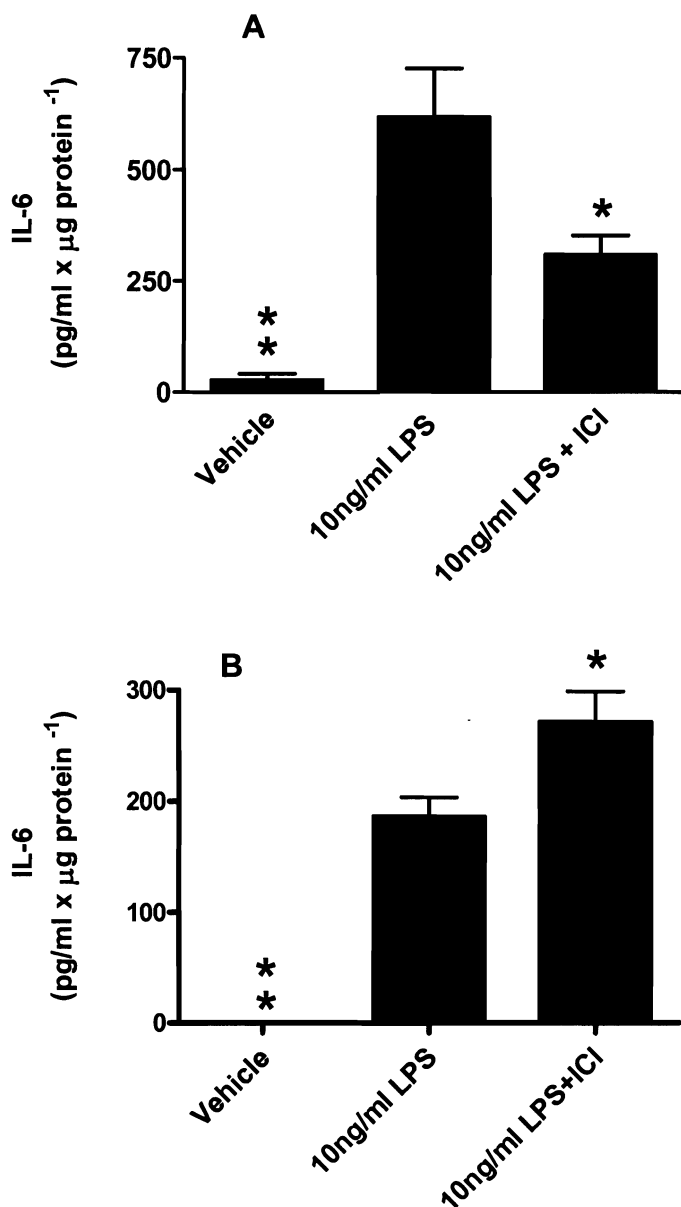 A
IL-6
(pg/ml x μg protein -1)
750
500
250
0
*
*
*
Vehicle
10ng/ml LPS
10ng/ml LPS + ICI
B
IL-6
(pg/ml x μg protein -1)
300
200
100
0
*
*
*
Vehicle
10ng/ml LPS
10ng/ml LPS+ICI